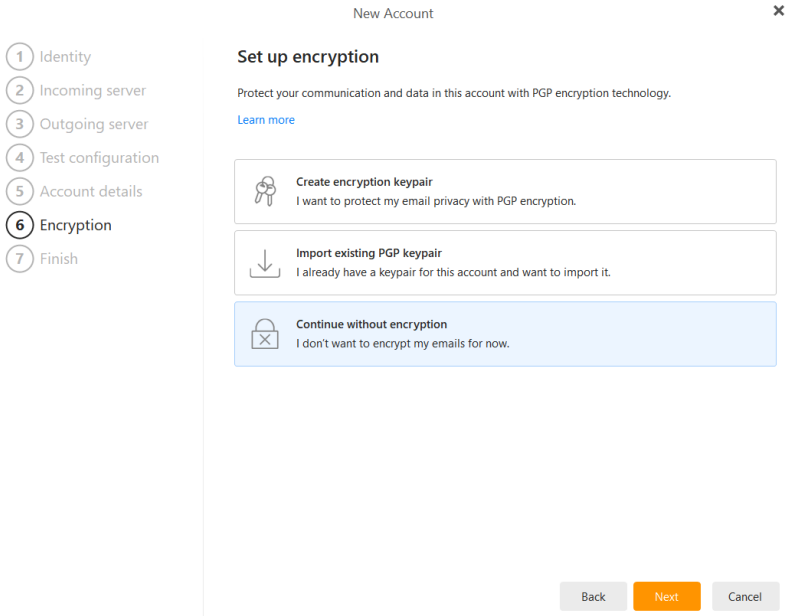 New Account
1 Identity
2 Incoming server
3 Outgoing server
4 Test configuration
5 Account details
6 Encryption
7 Finish
Set up encryption
Protect your communication and data in this account with PGP encryption technology.
Learn more
Create encryption keypair
I want to protect my email privacy with PGP encryption.
Import existing PGP keypair
I already have a keypair for this account and want to import it.
Continue without encryption
I don't want to encrypt my emails for now.
Back
Next
Cancel